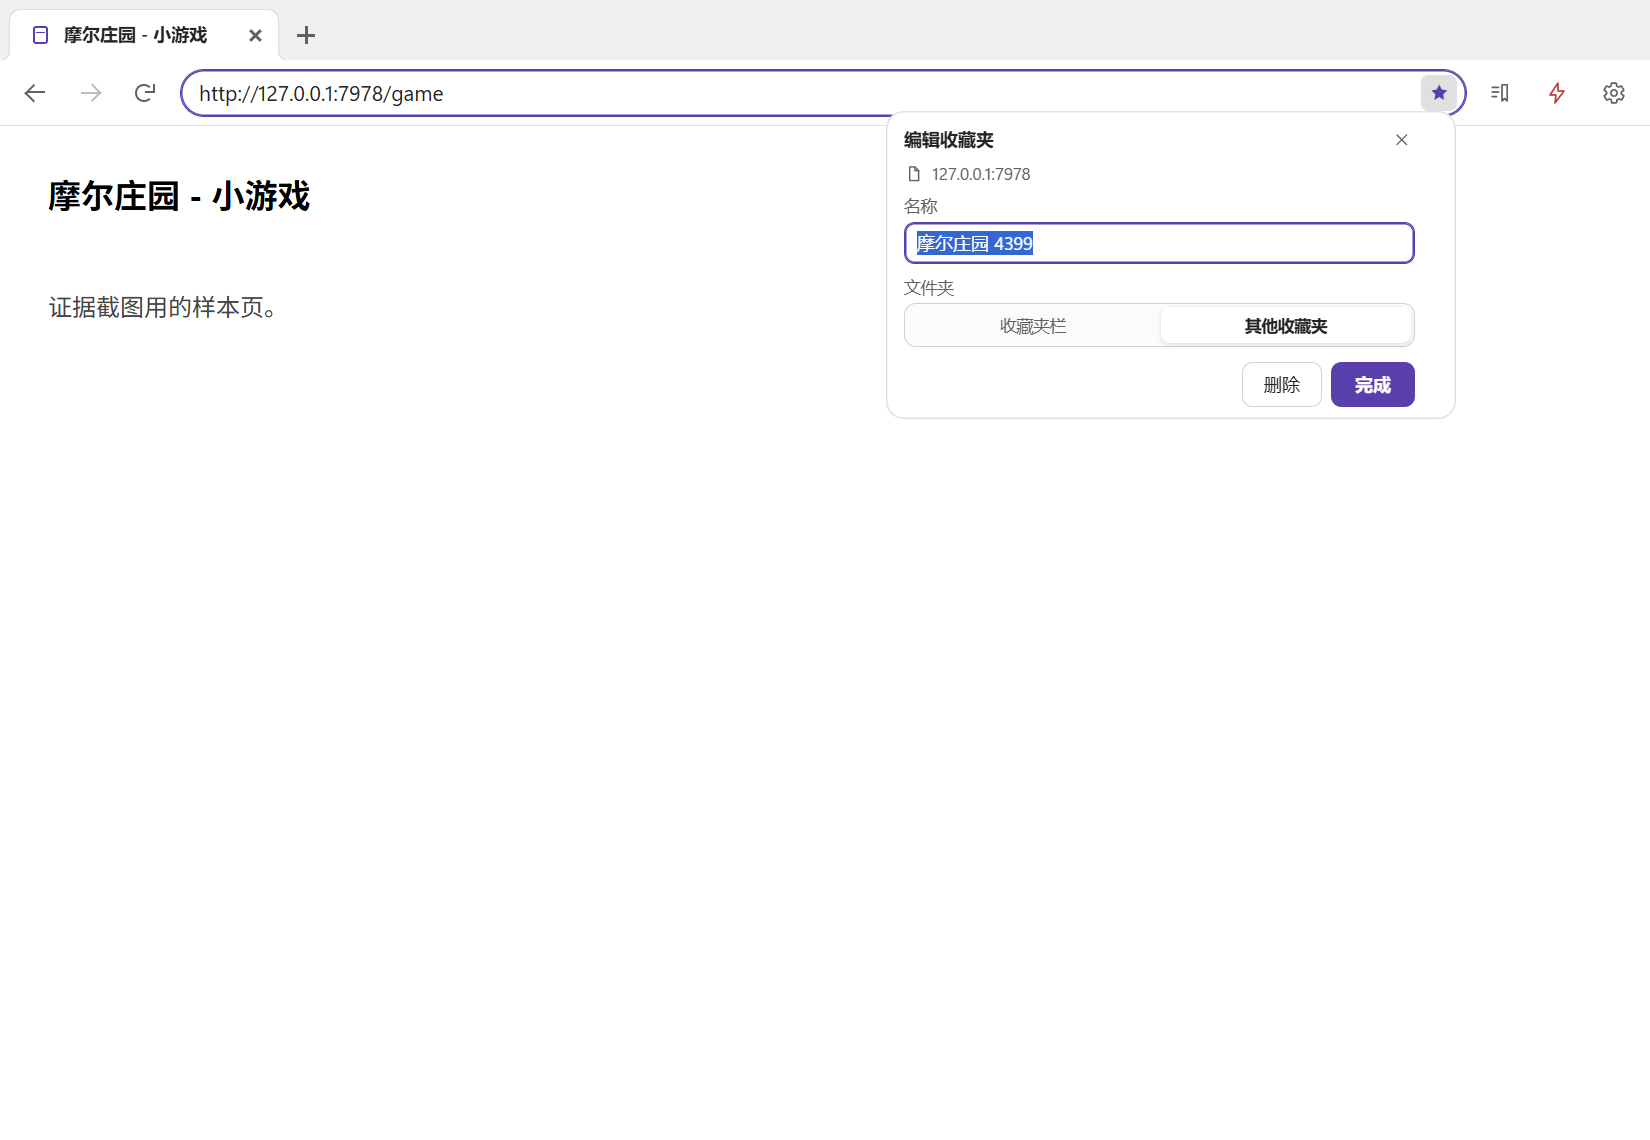 摩尔庄园 - 小游戏
http://127.0.0.1:7978/game
编辑收藏夹
127.0.0.1:7978
名称
摩尔庄园 4399
文件夹
收藏夹栏 其他收藏夹
删除 完成
摩尔庄园 - 小游戏
证据截图用的样本页。